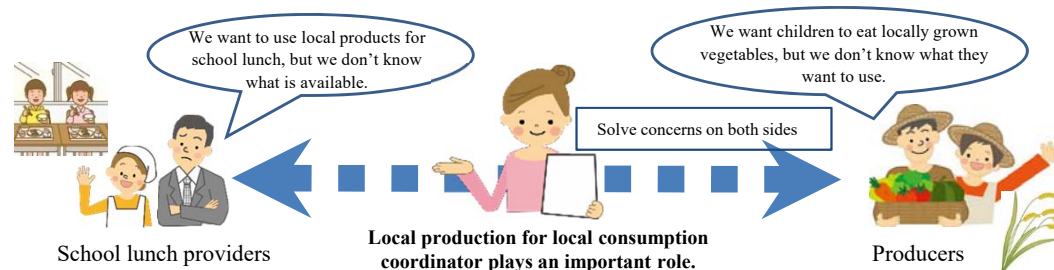 We want to use local products for
school lunch, but we don’t know
what is available.
We want children to eat locally grown
vegetables, but we don’t know what they
want to use.
Solve concerns on both sides
School lunch providers
Local production for local consumption
coordinator plays an important role.
Producers